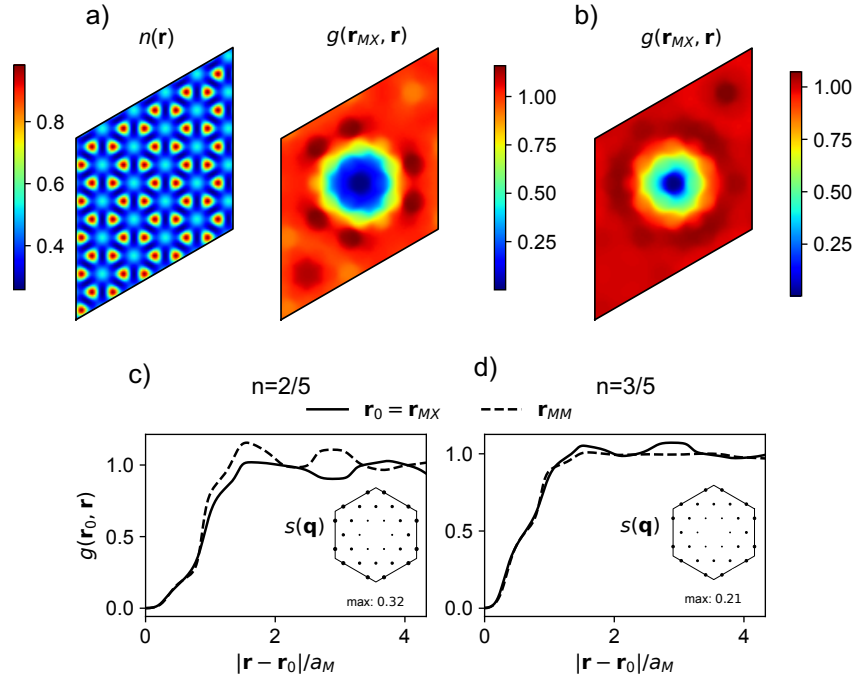 a)
b)
n(r)
g(r_MX, r)
g(r_MX, r)
0.8
0.6
0.4
1.00
0.75
0.50
0.25
1.00
0.75
0.50
0.25
c)
d)
n=2/5
n=3/5
r_0 = r_MX
r_MM
g(r_0, r)
1.0
0.5
0.0
s(q)
max: 0.32
0
2
4
|r − r_0|/a_M
1.0
0.5
0.0
s(q)
max: 0.21
0
2
4
|r − r_0|/a_M